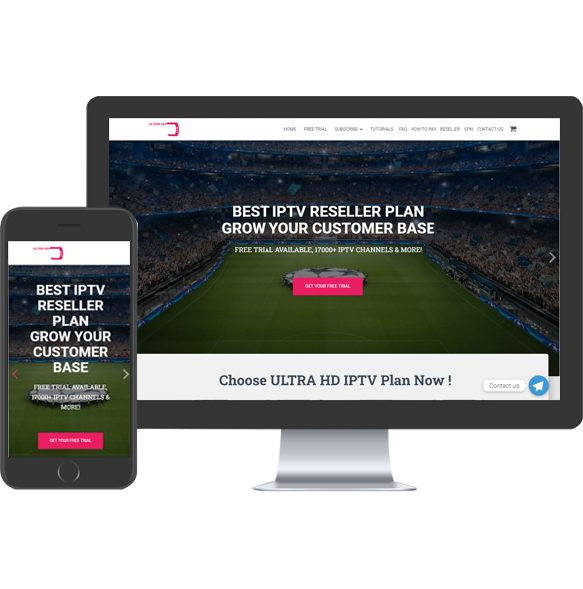 ULTRA HD
HOME FREE TRIAL SUBSCRIBE TUTORIALS FAQ HOW TO PAY RESELLER VPN CONTACT US
BEST IPTV RESELLER PLAN
GROW YOUR CUSTOMER BASE
FREE TRIAL AVAILABLE, 17000+ IPTV CHANNELS & MORE!
GET YOUR FREE TRIAL
Choose ULTRA HD IPTV Plan Now !
Contact us
ULTRA HD
BEST IPTV
RESELLER
PLAN
GROW YOUR
CUSTOMER
BASE
FREE TRIAL AVAILABLE,
17000+ IPTV CHANNELS &
MORE!
GET YOUR FREE TRIAL